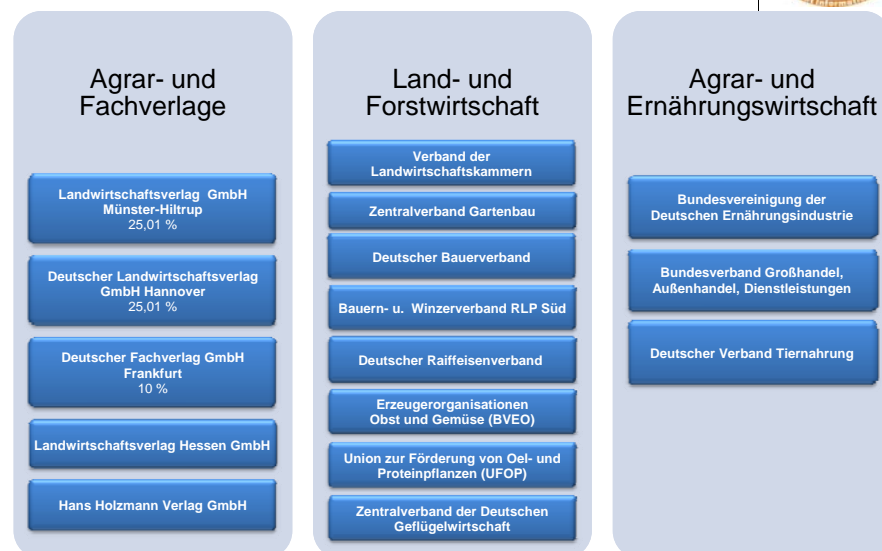 Agrar- und
Fachverlage
Landwirtschaftsverlag GmbH
Münster-Hiltrup
25,01 %
Deutscher Landwirtschaftsverlag
GmbH Hannover
25,01 %
Deutscher Fachverlag GmbH
Frankfurt
10 %
Landwirtschaftsverlag Hessen GmbH
Hans Holzmann Verlag GmbH
Land- und
Forstwirtschaft
Verband der
Landwirtschaftskammern
Zentralverband Gartenbau
Deutscher Bauerverband
Bauern- u. Winzerverband RLP Süd
Deutscher Raiffeisenverband
Erzeugerorganisationen
Obst und Gemüse (BVEO)
Union zur Förderung von Oel- und
Proteinpflanzen (UFOP)
Zentralverband der Deutschen
Geflügelwirtschaft
Agrar- und
Ernährungswirtschaft
Bundesvereinigung der
Deutschen Ernährungsindustrie
Bundesverband Großhandel,
Außenhandel, Dienstleistungen
Deutscher Verband Tiernahrung